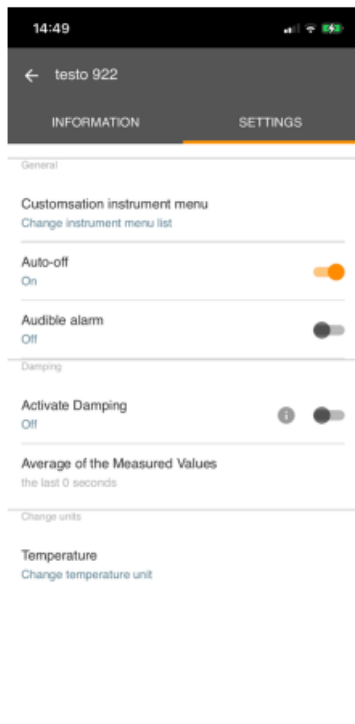 14:49
testo 922
INFORMATION SETTINGS
General
Customsation instrument menu
Change instrument menu list
Auto-off
On
Audible alarm
Off
Damping
Activate Damping
Off
Average of the Measured Values
the last 0 seconds
Change units
Temperature
Change temperature unit